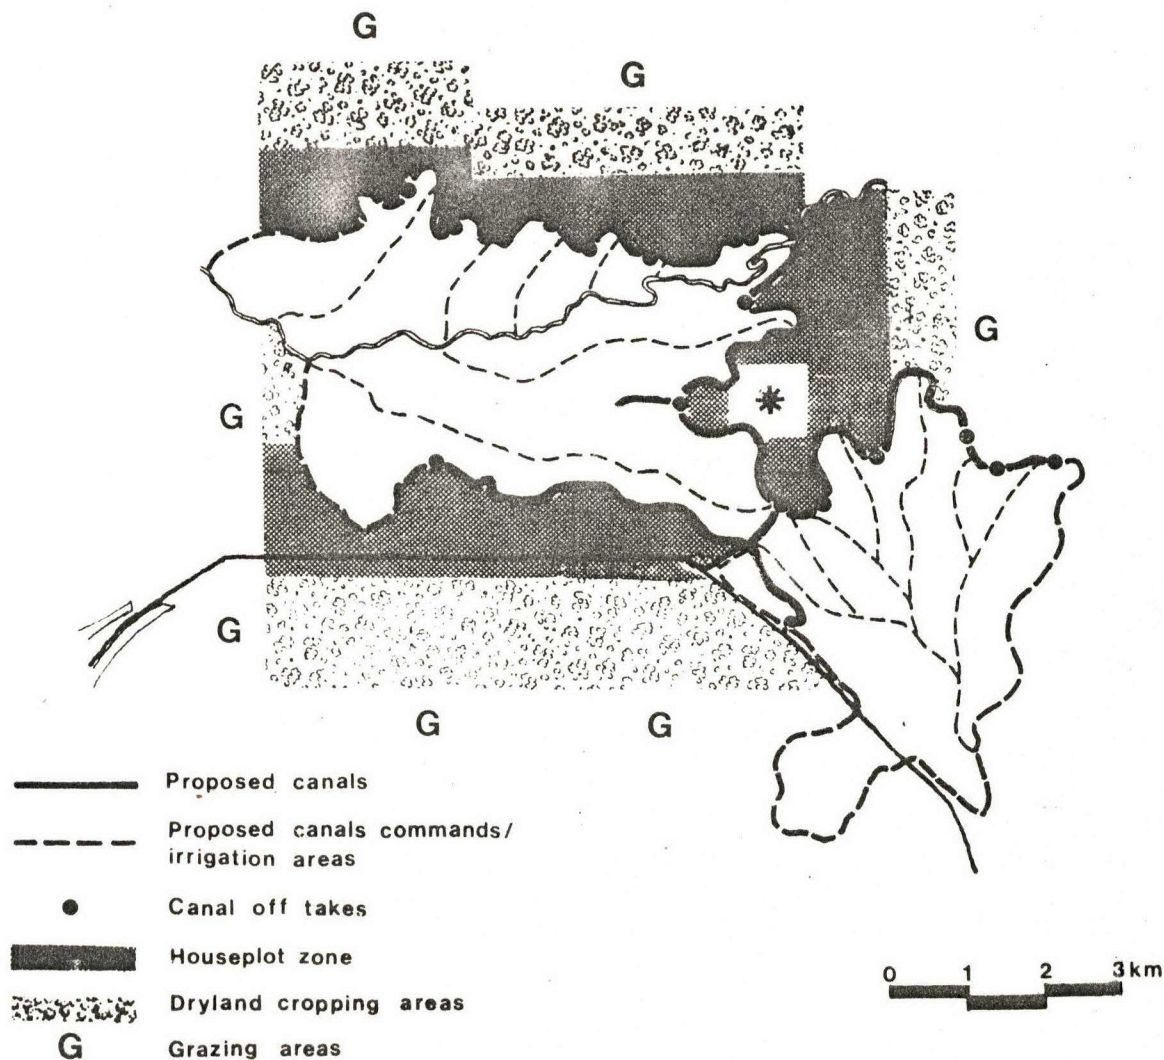 G
G
G
G
G
G
G
Proposed canals
Proposed canals commands/
irrigation areas
Canal off takes
Houseplot zone
Dryland cropping areas
G Grazing areas
0 1 2 3 km